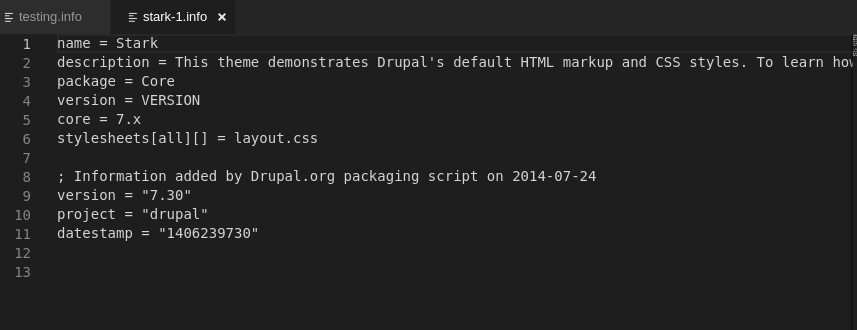 testing.info
stark-1.info
1 name = Stark
2 description = This theme demonstrates Drupal's default HTML markup and CSS styles. To learn how
3 package = Core
4 version = VERSION
5 core = 7.x
6 stylesheets[all][] = layout.css
7
8 ; Information added by Drupal.org packaging script on 2014-07-24
9 version = "7.30"
10 project = "drupal"
11 datestamp = "1406239730"
12
13